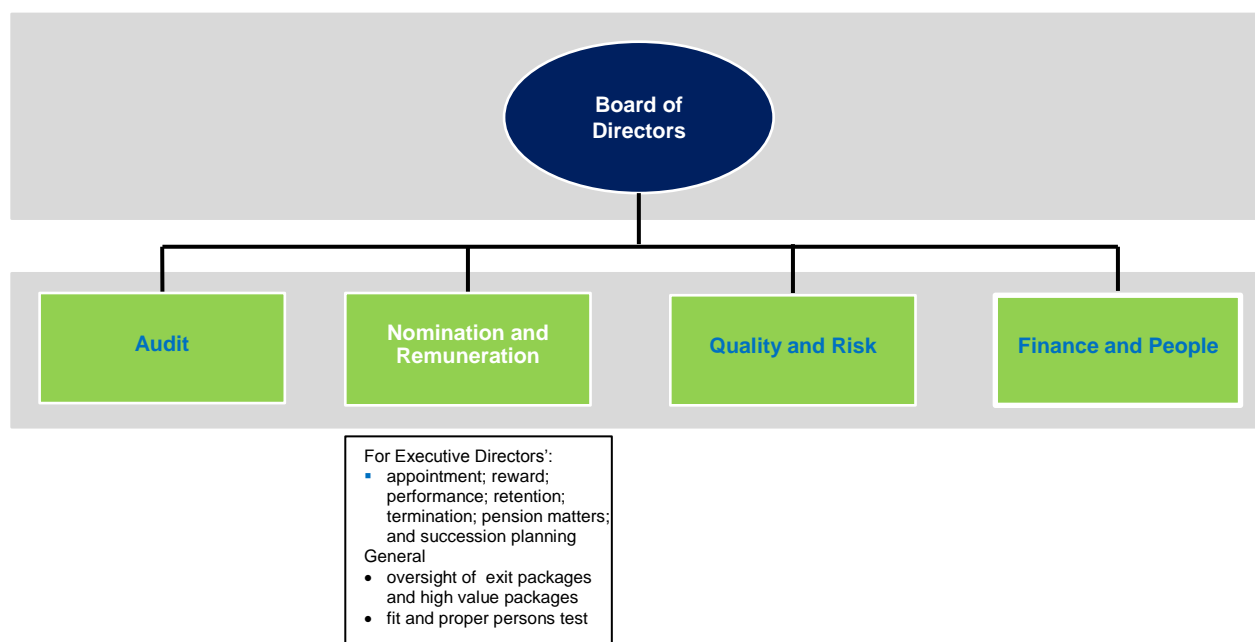 Board of
Directors
Audit
Nomination and
Remuneration
Quality and Risk
Finance and People
For Executive Directors':
▪ appointment; reward;
performance; retention;
termination; pension matters;
and succession planning
General
• oversight of exit packages
and high value packages
• fit and proper persons test